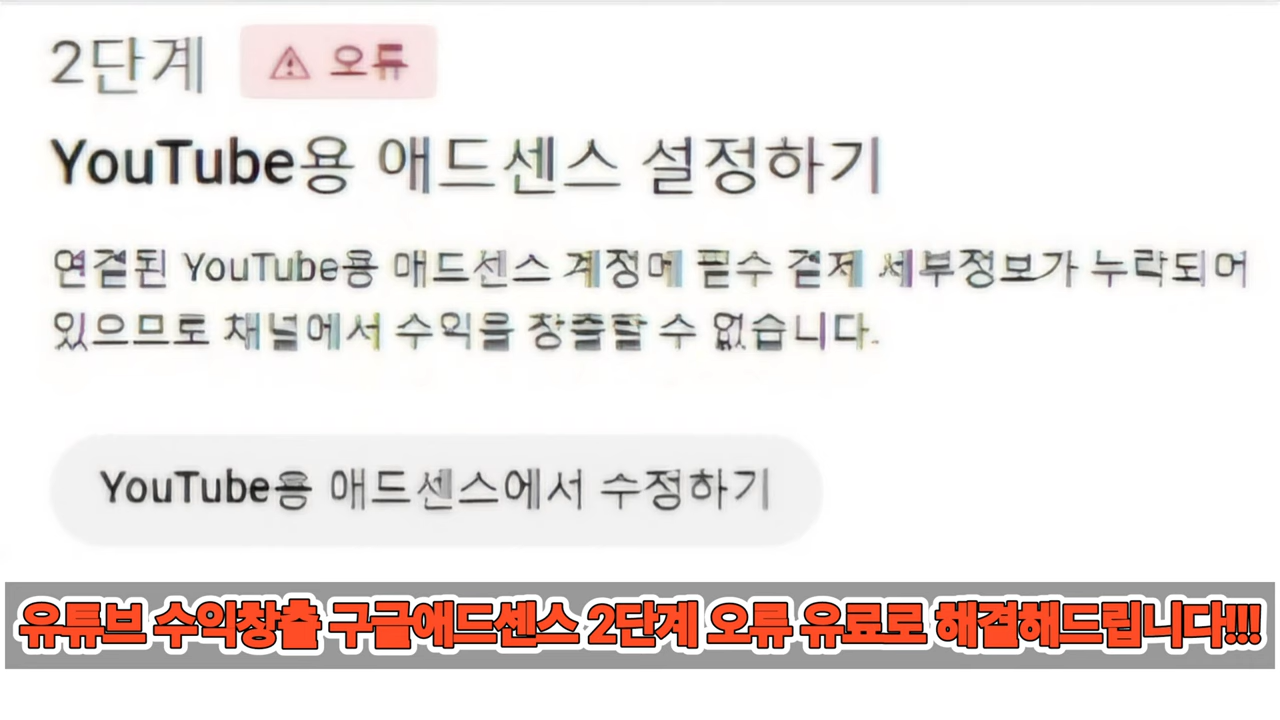 2단계 ⚠ 오류
YouTube용 애드센스 설정하기
연결된 YouTube용 애드센스 계정에 필수 결제 세부정보가 누락되어
있으므로 채널에서 수익을 창출할 수 없습니다.
YouTube용 애드센스에서 수정하기
유튜브 수익창출 구글애드센스 2단계 오류 유료로 해결해드립니다!!!